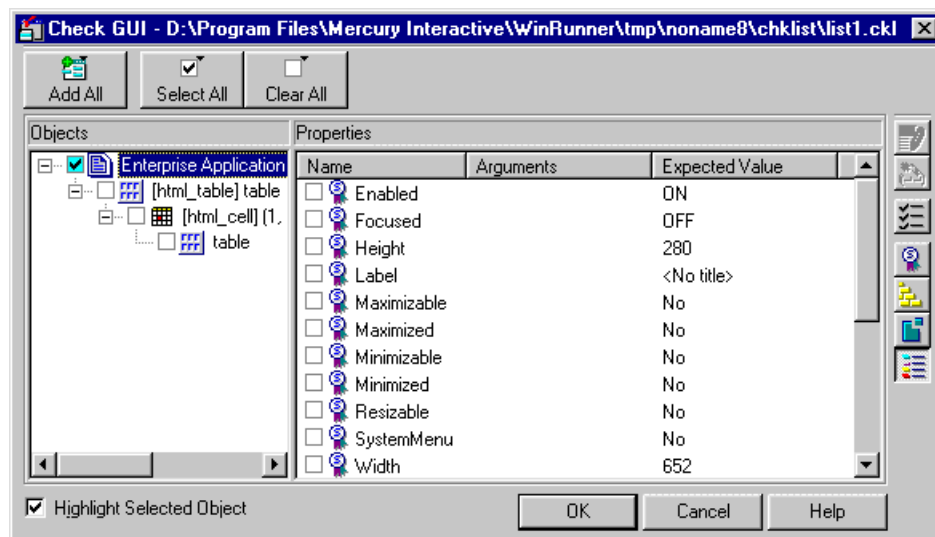 Check GUI - D:\Program Files\Mercury Interactive\WinRunner\tmp\noname8\chklist\list1.ckl
Add All Select All Clear All
Objects Properties
Enterprise Application
[html_table] table
[html_cell] (1,
table
Name Arguments Expected Value
Enabled ON
Focused OFF
Height 280
Label <No title>
Maximizable No
Maximized No
Minimizable No
Minimized No
Resizable No
SystemMenu No
Width 652
Highlight Selected Object
OK Cancel Help